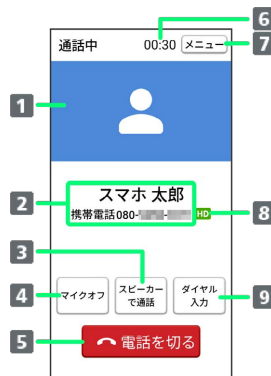 6
通話中 00:30 メニュー 7
1
スマホ 太郎
2
携帯電話080- - HD 8
3
4 マイクオフ スピーカーで通話 ダイヤル入力 9
5 電話を切る